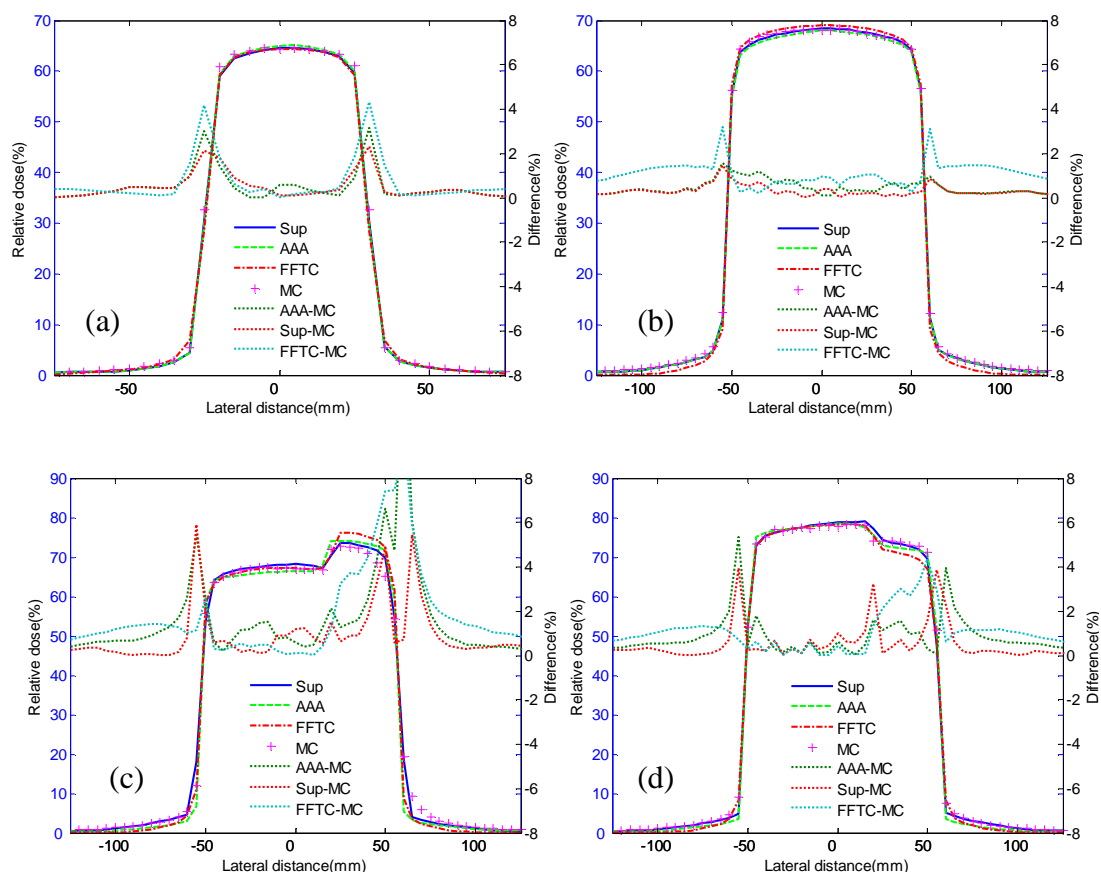 70
60
50
40
30
20
10
0
Relative dose(%)
8
6
4
2
0
-2
-4
-6
-8
Difference(%)
-50
0
50
Lateral distance(mm)
Sup
AAA
FFTC
MC
AAA-MC
Sup-MC
FFTC-MC
(a)
70
60
50
40
30
20
10
0
Relative dose(%)
8
6
4
2
0
-2
-4
-6
-8
Difference(%)
-100
-50
0
50
100
Lateral distance(mm)
Sup
AAA
FFTC
MC
AAA-MC
Sup-MC
FFTC-MC
(b)
90
80
70
60
50
40
30
20
10
0
Relative dose(%)
8
6
4
2
0
-2
-4
-6
-8
Difference(%)
-100
-50
0
50
100
Lateral distance(mm)
Sup
AAA
FFTC
MC
AAA-MC
Sup-MC
FFTC-MC
(c)
90
80
70
60
50
40
30
20
10
0
Relative dose(%)
8
6
4
2
0
-2
-4
-6
-8
Difference(%)
-100
-50
0
50
100
Lateral distance(mm)
Sup
AAA
FFTC
MC
AAA-MC
Sup-MC
FFTC-MC
(d)